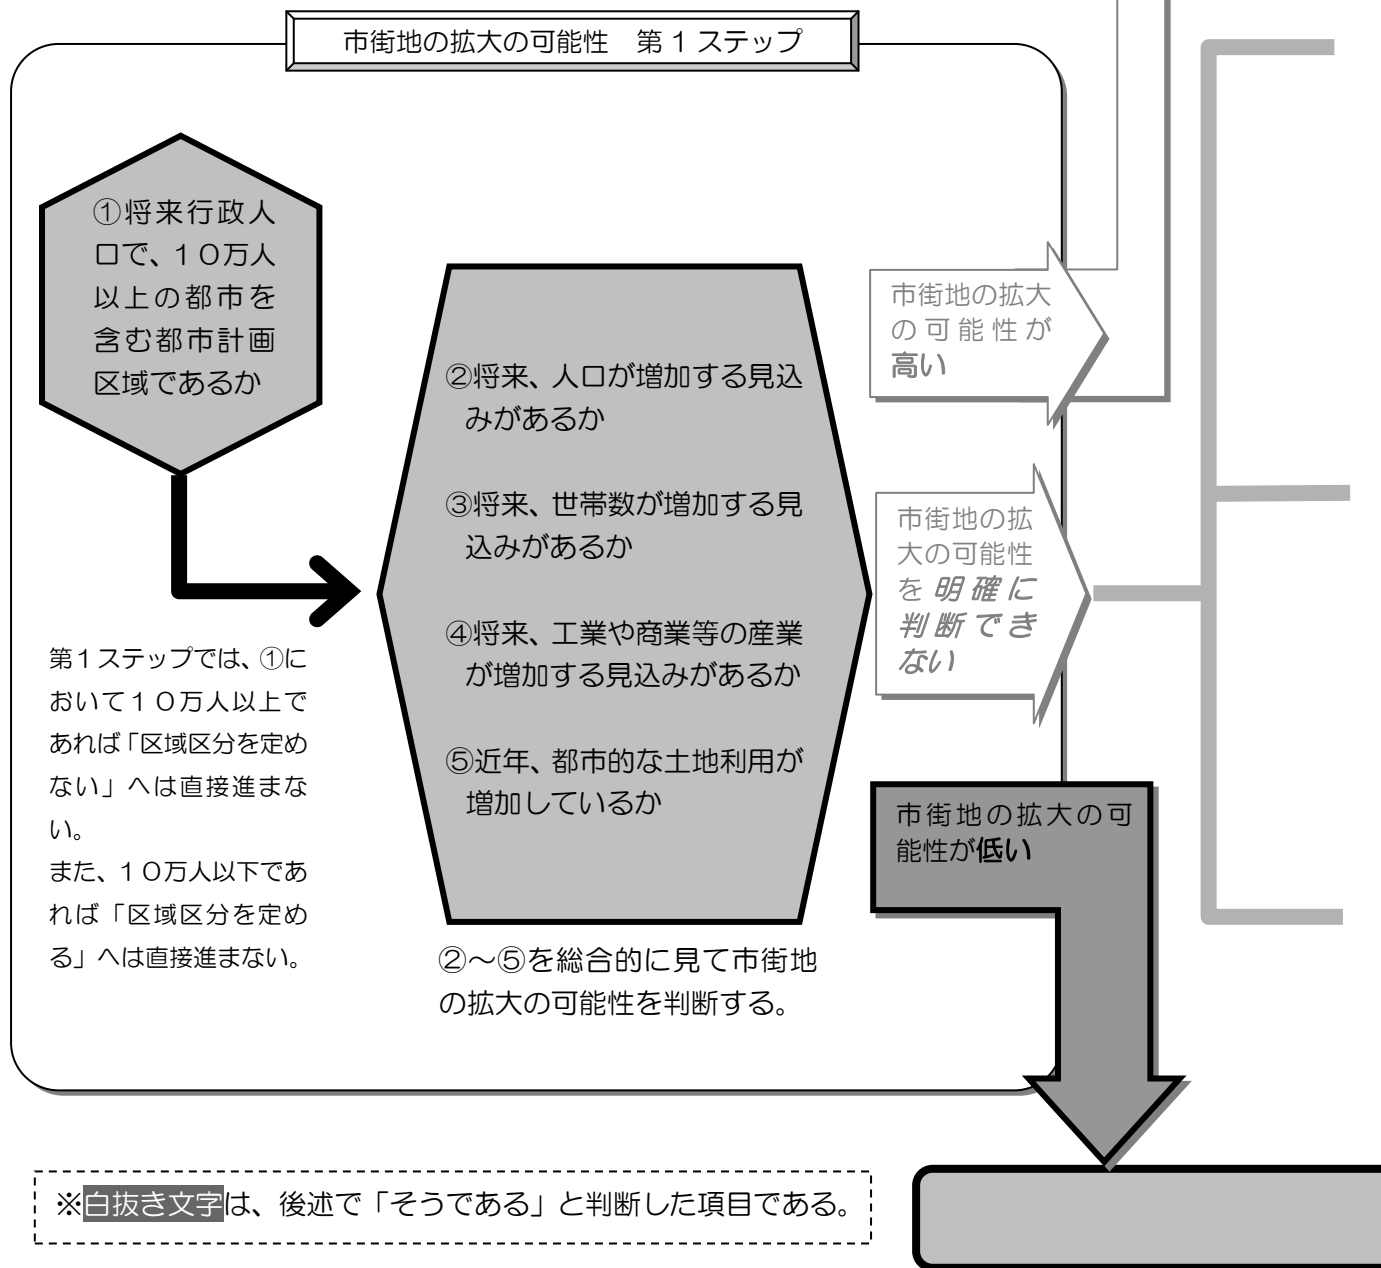 市街地の拡大の可能性　第1ステップ
①将来行政人
口で、10万人
以上の都市を
含む都市計画
区域であるか
第1ステップでは、①に
おいて10万人以上で
あれば「区域区分を定め
ない」へは直接進まな
い。
また、10万人以下であ
れば「区域区分を定め
る」へは直接進まない。
②将来、人口が増加する見込
みがあるか
③将来、世帯数が増加する見
込みがあるか
④将来、工業や商業等の産業
が増加する見込みがあるか
⑤近年、都市的な土地利用が
増加しているか
②～⑤を総合的に見て市街地
の拡大の可能性を判断する。
市街地の拡大
の可能性が
高い
市街地の拡
大の可能性
を明確に
判断でき
ない
市街地の拡大の可
能性が低い
※白抜き文字は、後述で「そうである」と判断した項目である。